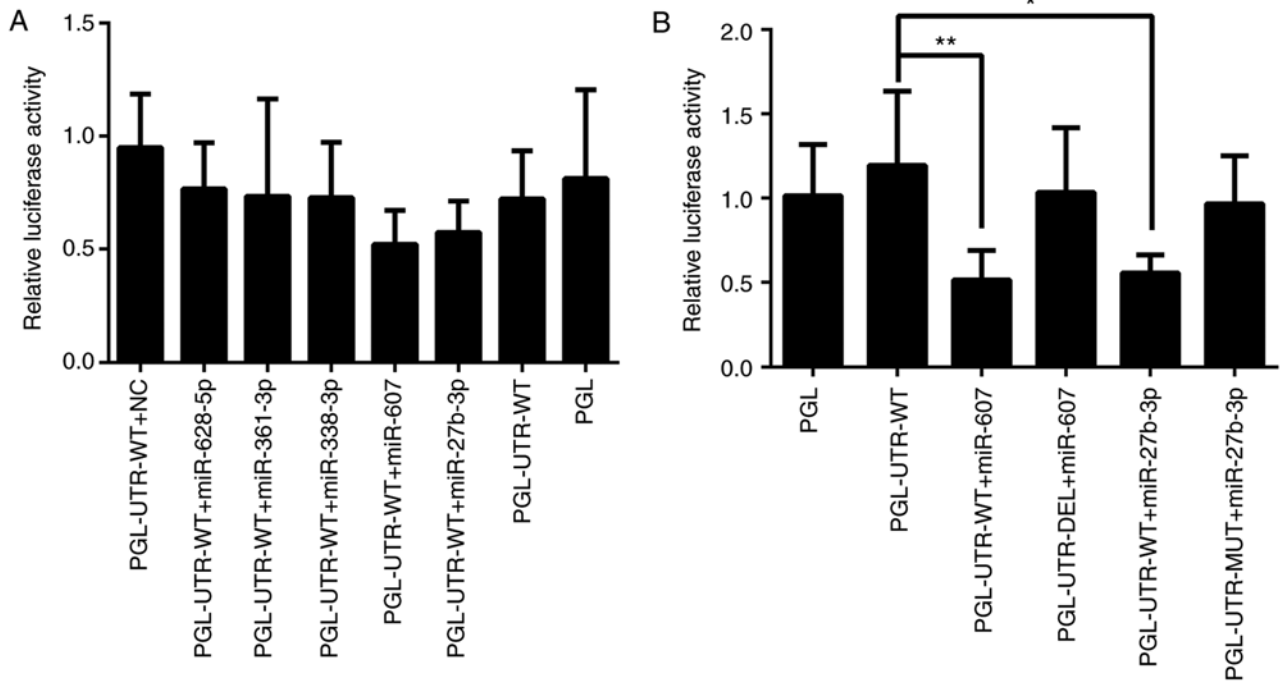 A
Relative luciferase activity
1.5
1.0
0.5
0.0
PGL-UTR-WT+NC
PGL-UTR-WT+miR-628-5p
PGL-UTR-WT+miR-361-3p
PGL-UTR-WT+miR-338-3p
PGL-UTR-WT+miR-607
PGL-UTR-WT+miR-27b-3p
PGL-UTR-WT
PGL
B
Relative luciferase activity
2.0
1.5
1.0
0.5
0.0
*
**
PGL
PGL-UTR-WT
PGL-UTR-WT+miR-607
PGL-UTR-DEL+miR-607
PGL-UTR-WT+miR-27b-3p
PGL-UTR-MUT+miR-27b-3p